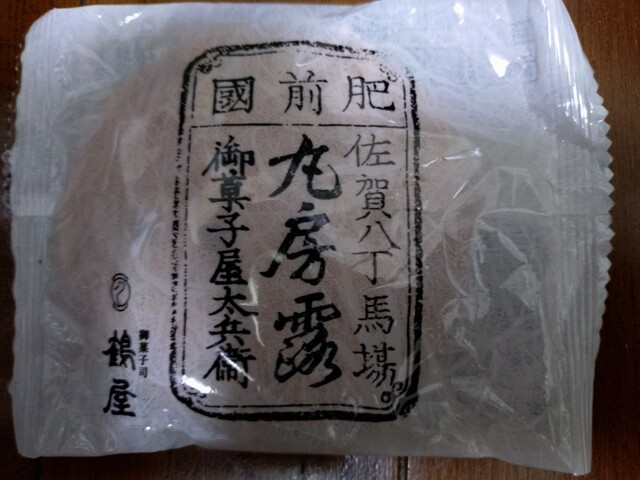 肥前國
佐賀八丁馬場
丸房露
御菓子屋太兵衛
御菓子司
鶴屋